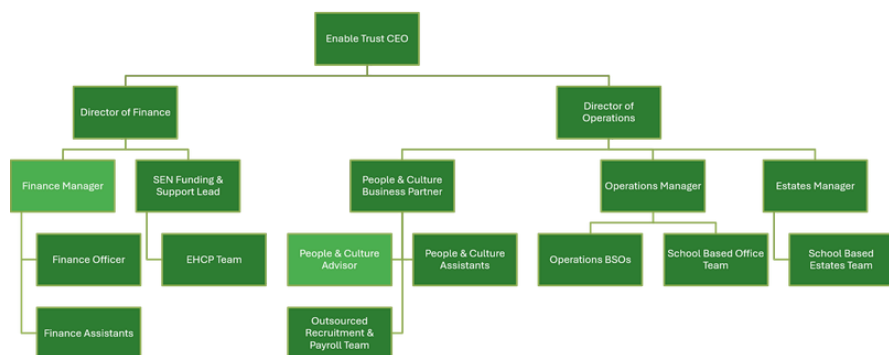 Enable Trust CEO
Director of Finance
Director of
Operations
Finance Manager
SEN Funding &
Support Lead
People & Culture
Business Partner
Operations Manager
Estates Manager
Finance Officer
EHCP Team
People & Culture
Advisor
People & Culture
Assistants
Operations BSOs
School Based Office
Team
School Based
Estates Team
Finance Assistants
Outsourced
Recruitment &
Payroll Team